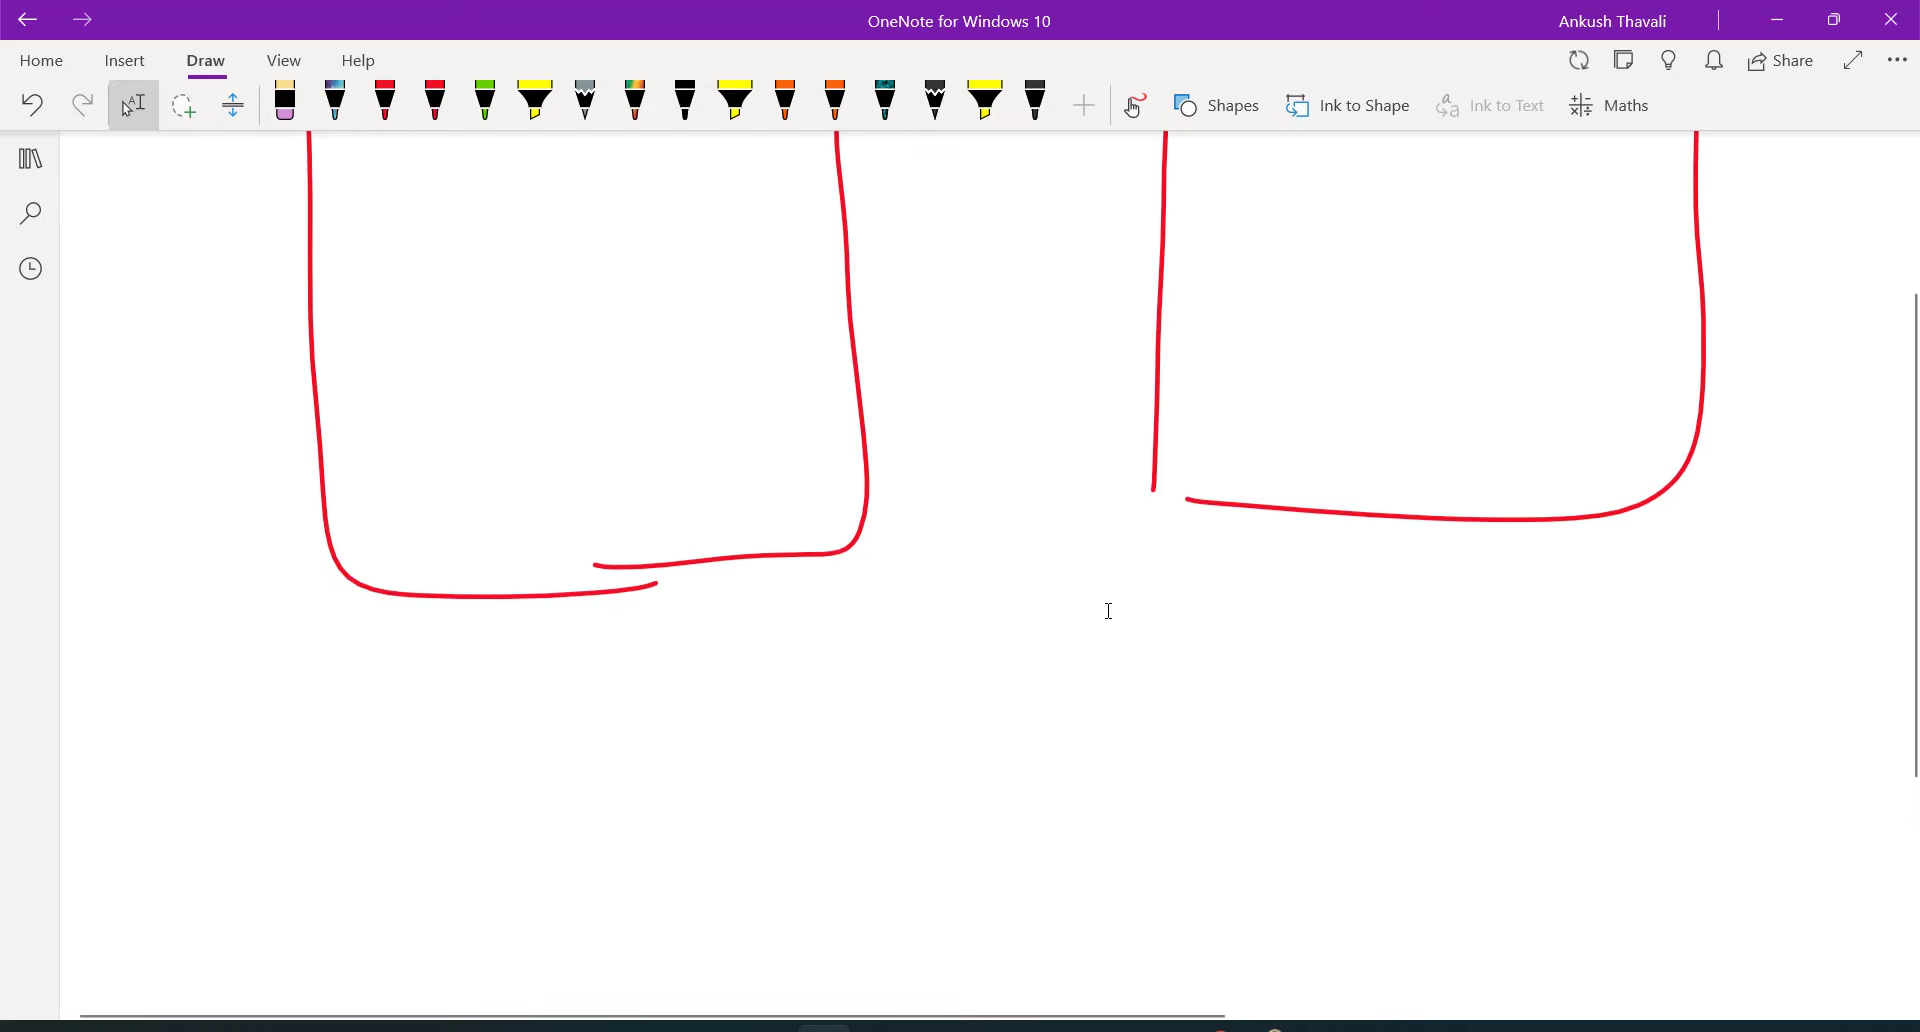 OneNote for Windows 10
Ankush Thavali
Home Insert Draw View Help
Share
Shapes Ink to Shape Ink to Text Maths